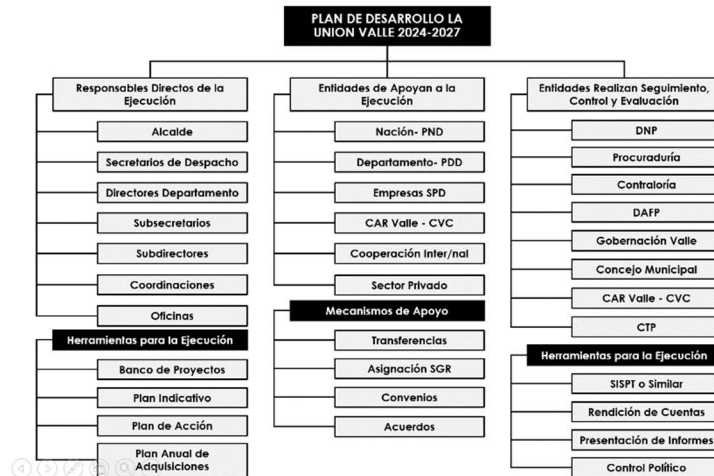 PLAN DE DESARROLLO LA
UNION VALLE 2024-2027
Responsables Directos de la
Ejecución
Alcalde
Secretarios de Despacho
Directores Departamento
Subsecretarios
Subdirectores
Coordinaciones
Oficinas
Herramientas para la Ejecución
Banco de Proyectos
Plan Indicativo
Plan de Acción
Plan Anual de
Adquisiciones
Entidades de Apoyan a la
Ejecución
Nación- PND
Departamento- PDD
Empresas SPD
CAR Valle - CVC
Cooperación Inter/nal
Sector Privado
Mecanismos de Apoyo
Transferencias
Asignación SGR
Convenios
Acuerdos
Entidades Realizan Seguimiento,
Control y Evaluación
DNP
Procuraduría
Contraloría
DAFP
Gobernación Valle
Concejo Municipal
CAR Valle - CVC
CTP
Herramientas para la Ejecución
SISPT o Similar
Rendición de Cuentas
Presentación de Informes
Control Político